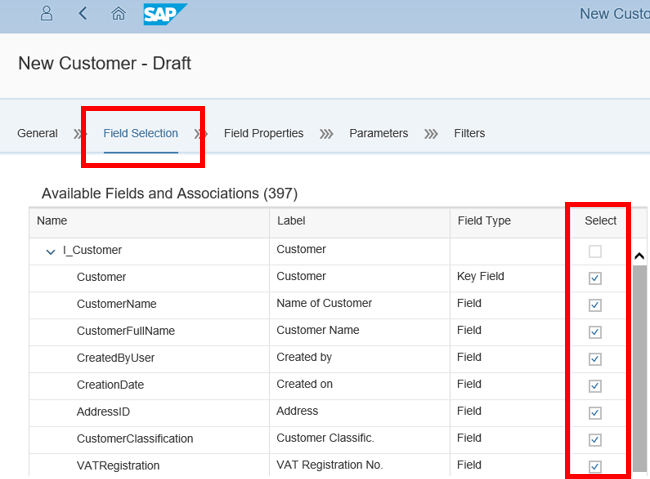 SAP New Custo
New Customer - Draft
General Field Selection Field Properties Parameters Filters
Available Fields and Associations (397)
Name Label Field Type Select
I_Customer Customer
Customer Customer Key Field
CustomerName Name of Customer Field
CustomerFullName Customer Name Field
CreatedByUser Created by Field
CreationDate Created on Field
AddressID Address Field
CustomerClassification Customer Classific. Field
VATRegistration VAT Registration No. Field